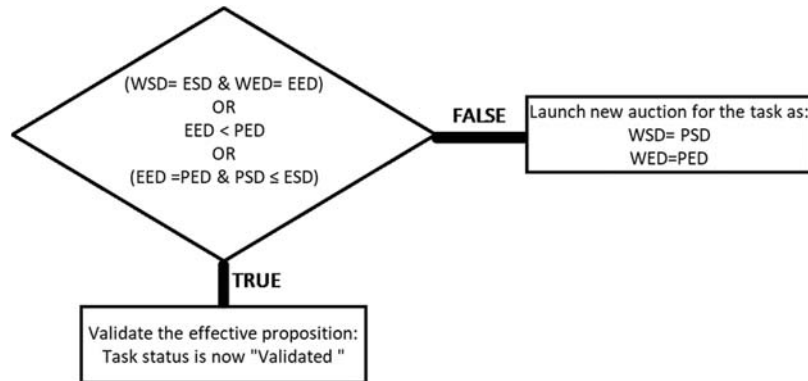 (WSD= ESD & WED= EED)
OR
EED < PED
OR
(EED =PED & PSD ≤ ESD)
FALSE
Launch new auction for the task as:
WSD= PSD
WED=PED
TRUE
Validate the effective proposition:
Task status is now "Validated "